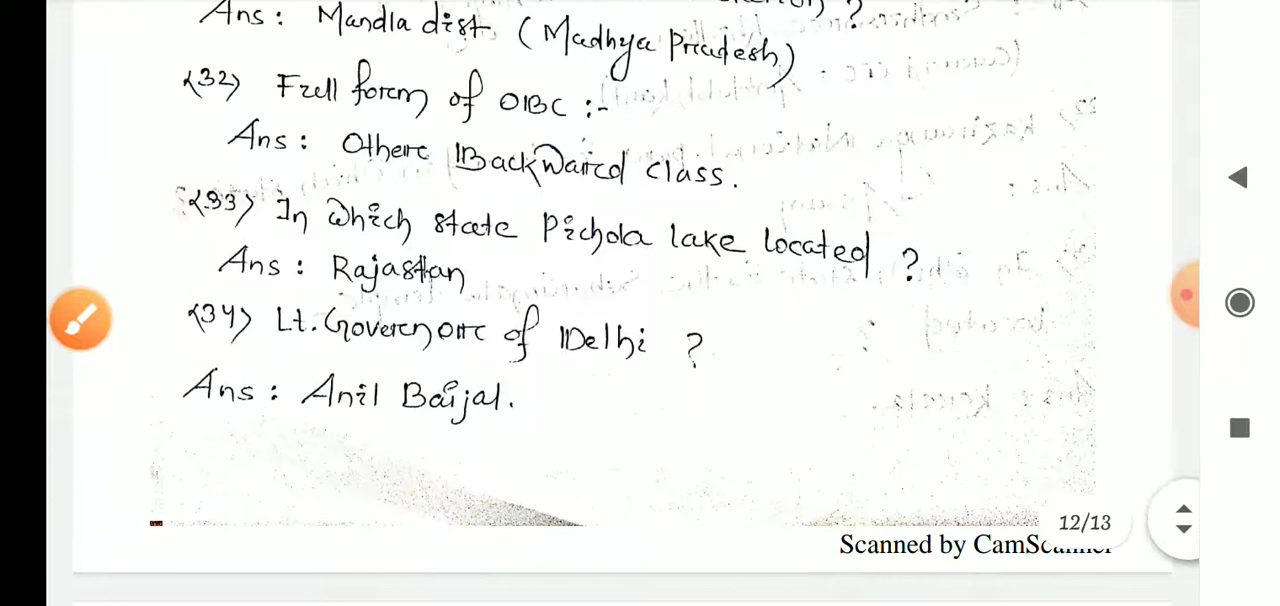 Ans : Mandla dist. (Madhya Pradesh)
(32) Full form of OBC :-
Ans : Other Backward class.
(33) In which state Pichola lake located ?
Ans : Rajastan
(34) Lt. Governor of Delhi ?
Ans : Anil Baijal.
12/13
Scanned by CamScanner